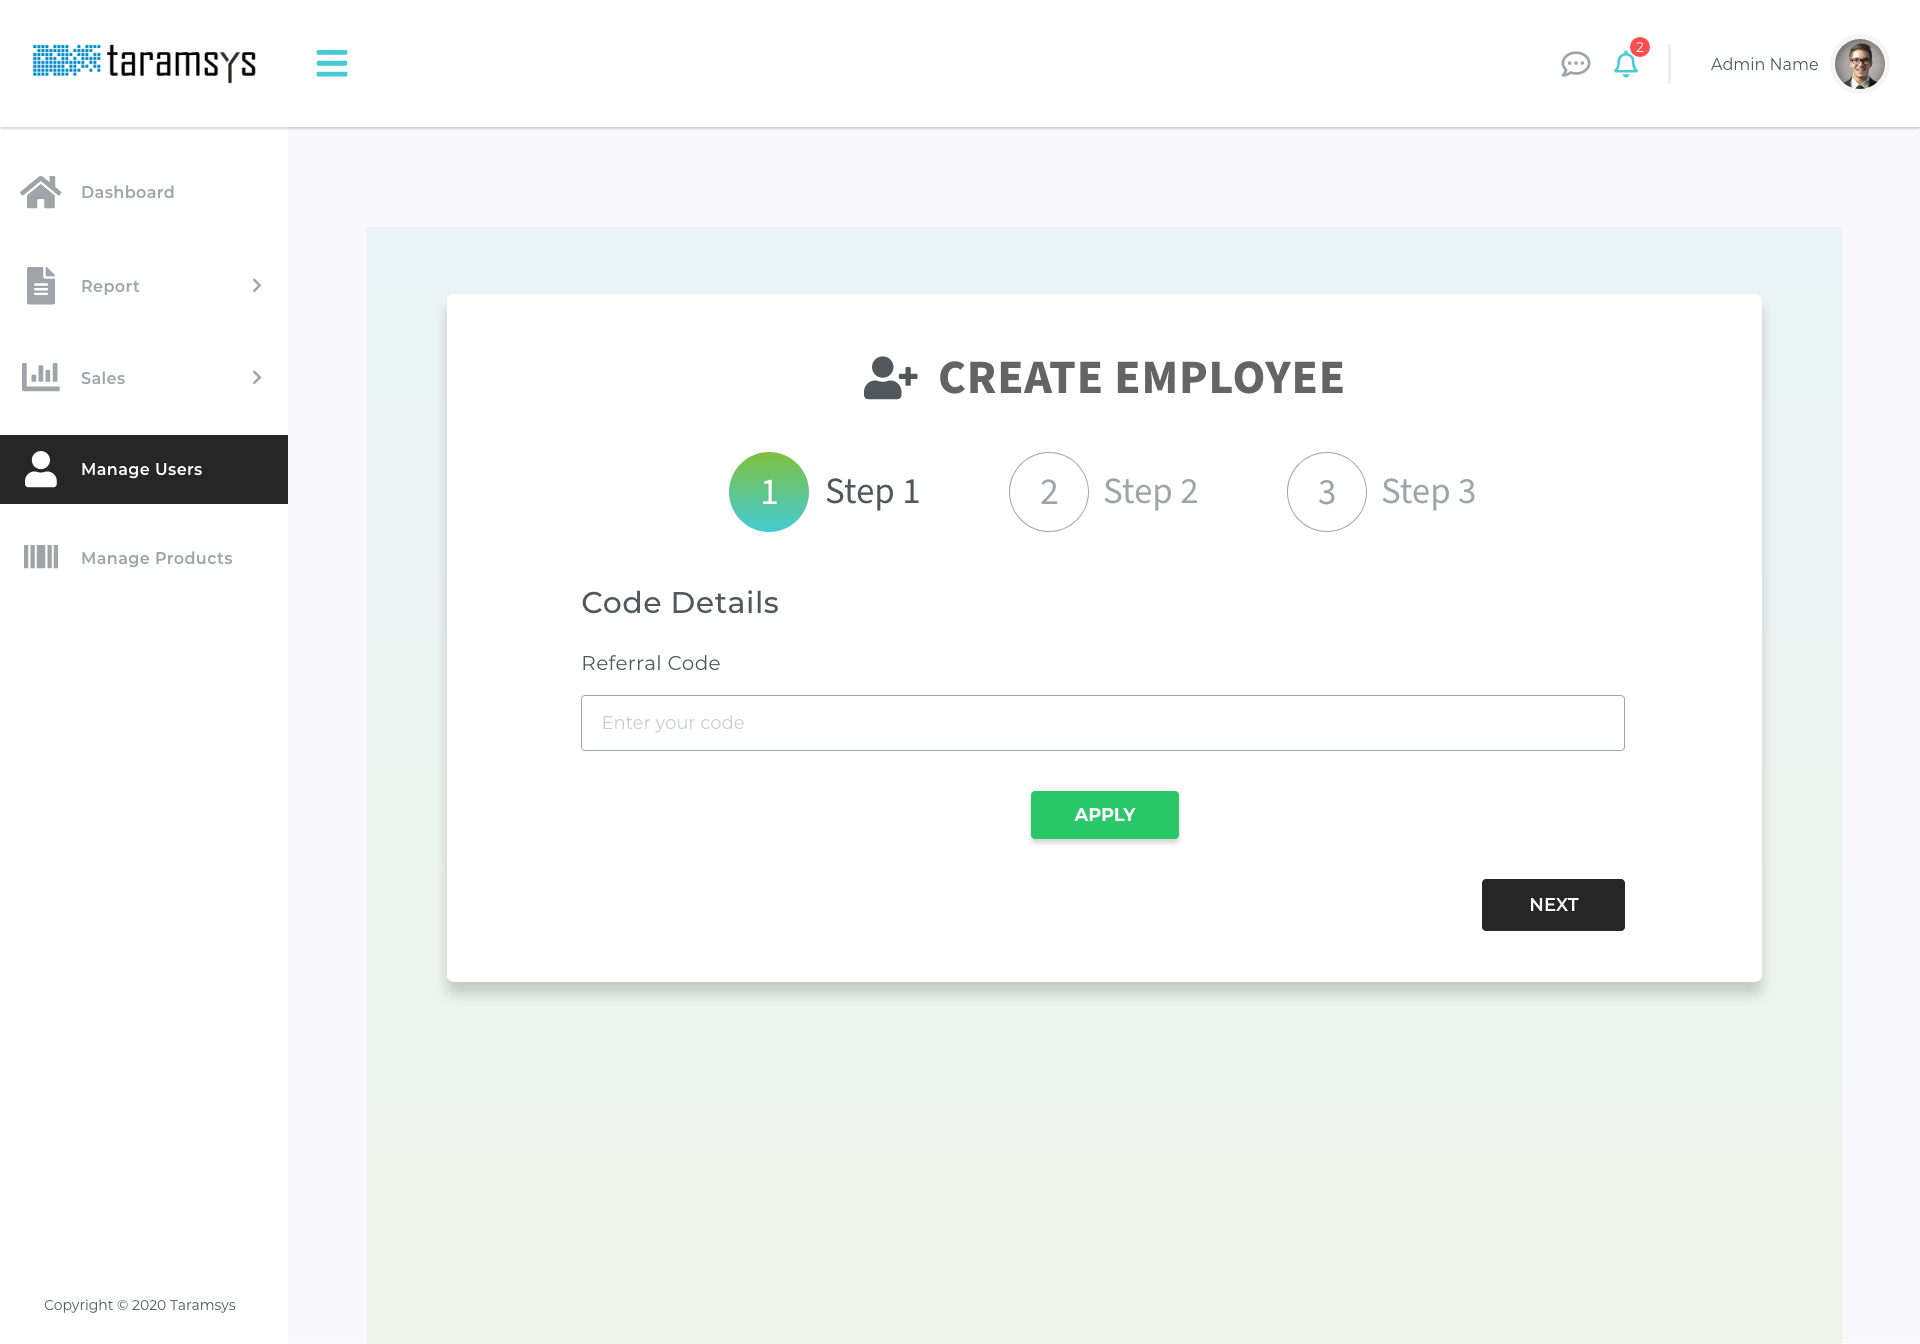 taramsys
2
Admin Name
Dashboard
Report
Sales
Manage Users
Manage Products
CREATE EMPLOYEE
1 Step 1
2 Step 2
3 Step 3
Code Details
Referral Code
Enter your code
APPLY
NEXT
Copyright © 2020 Taramsys